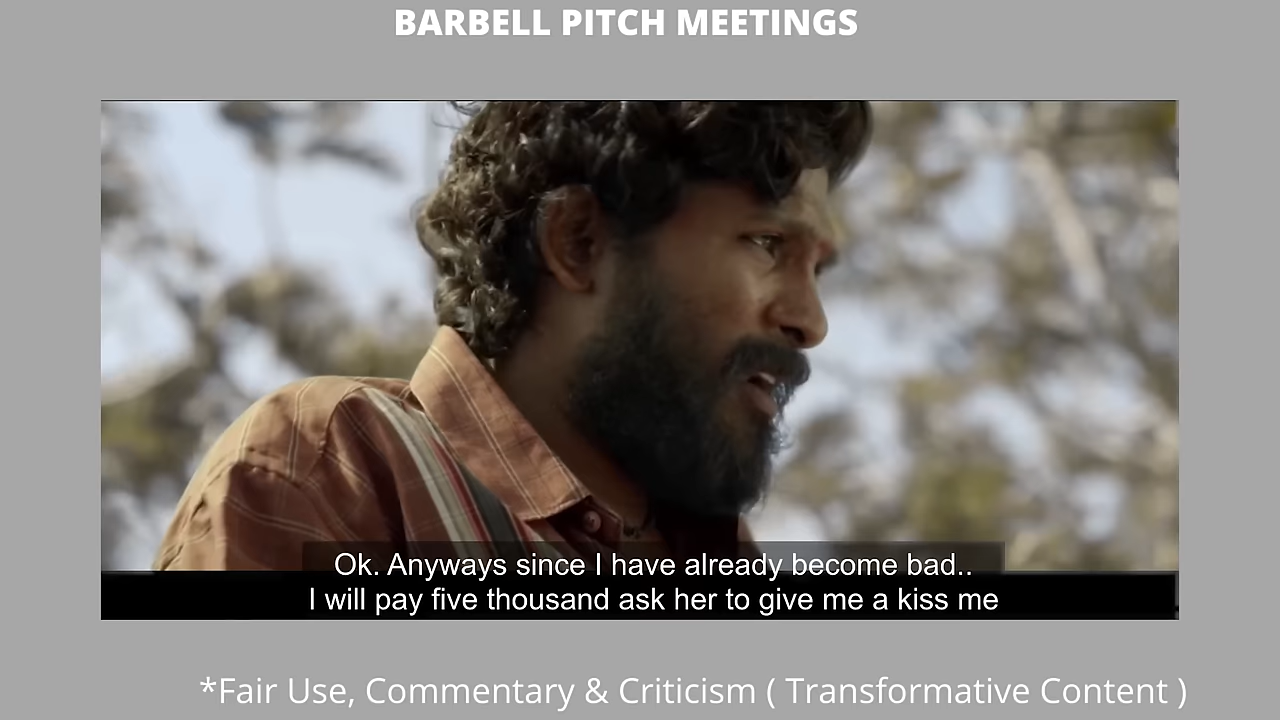 BARBELL PITCH MEETINGS
Ok. Anyways since I have already become bad..
I will pay five thousand ask her to give me a kiss me
*Fair Use, Commentary & Criticism ( Transformative Content )